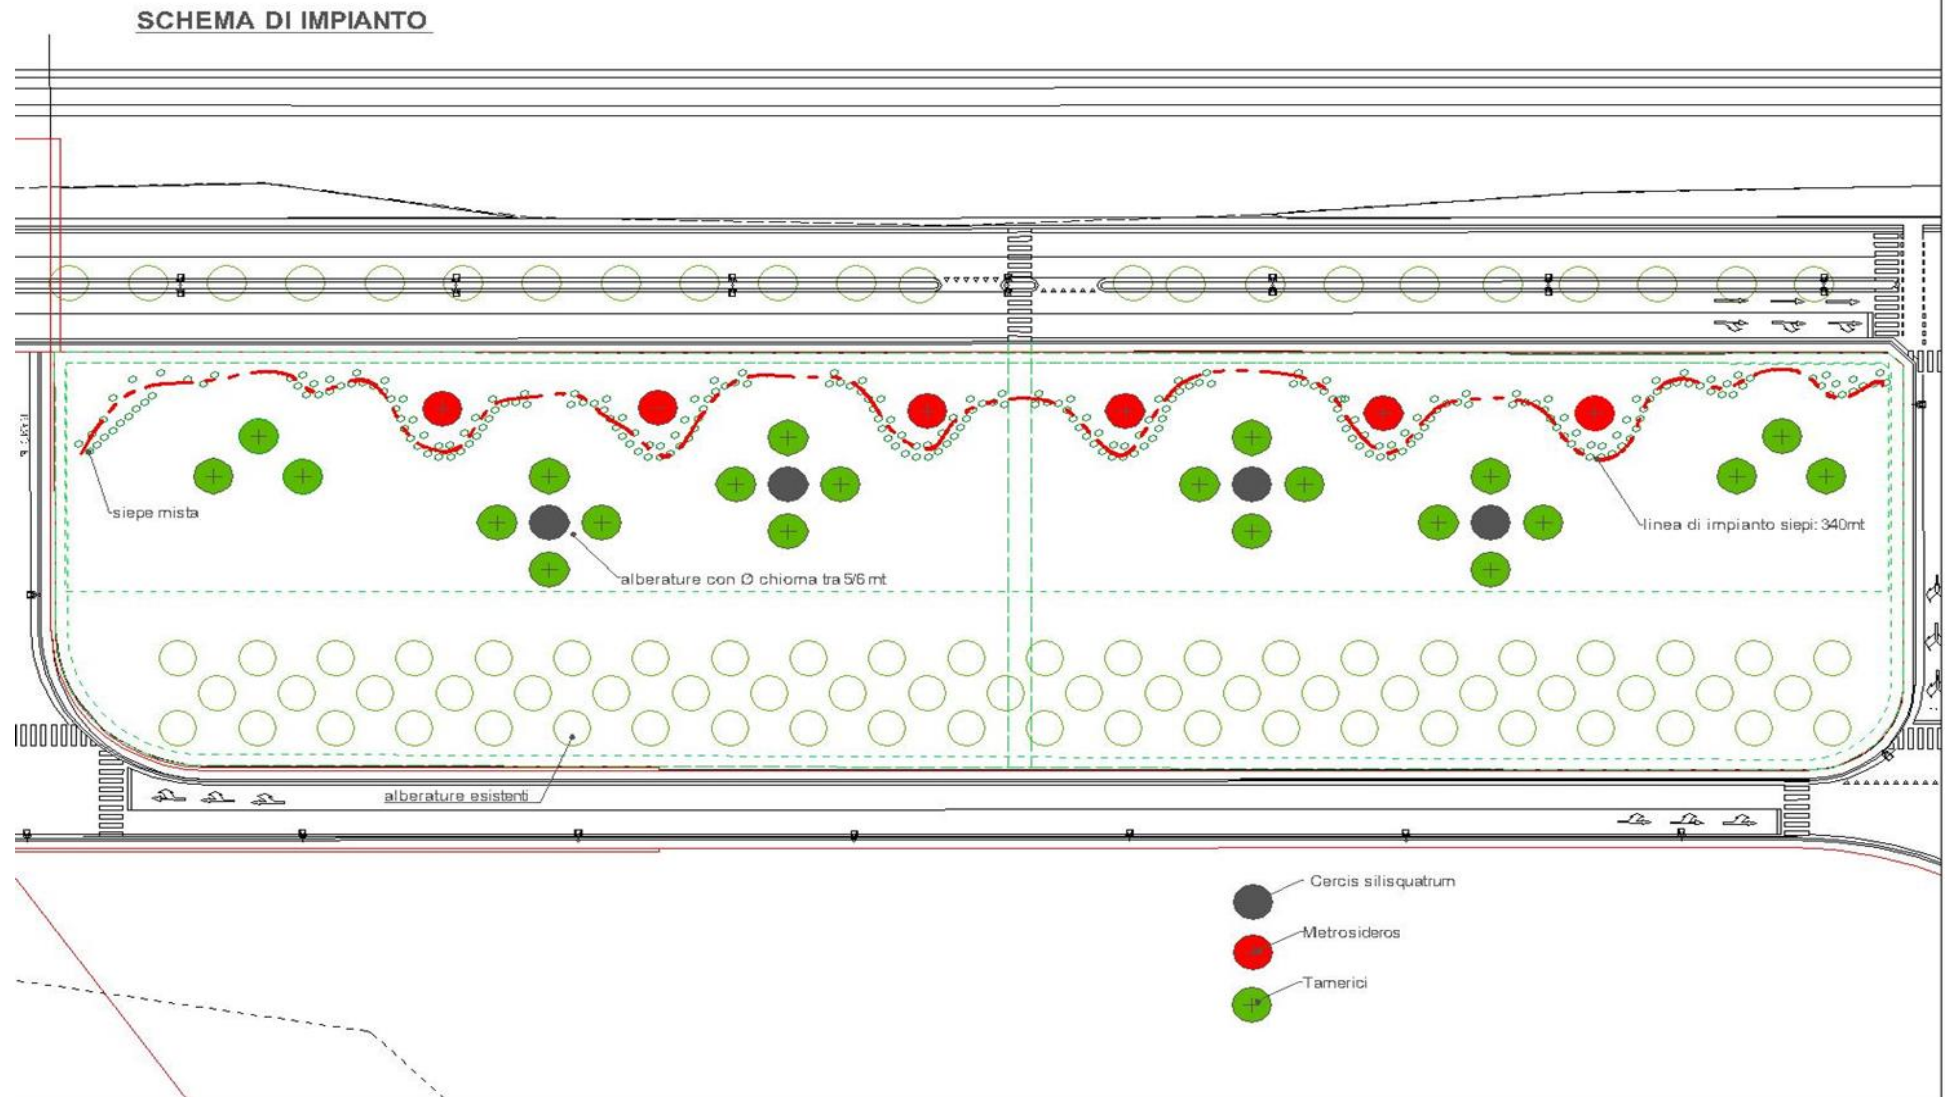 SCHEMA DI IMPIANTO
siepe mista
linea di impianto siepi: 340mt
alberature con Ø chioma tra 5/6 mt
alberature esistenti
Cercis silisquatrum
Metrosideros
Tamerici